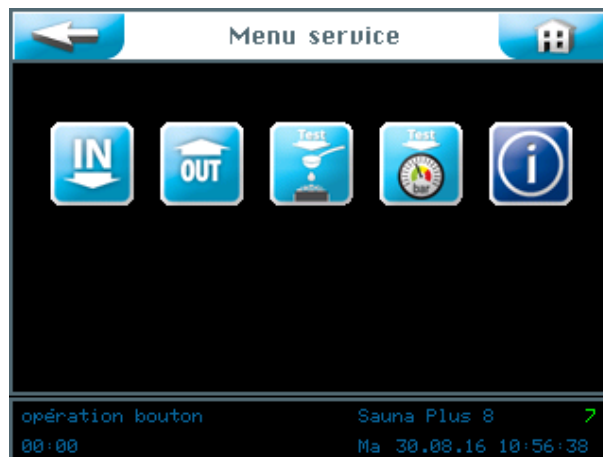 Menu service
IN
OUT
Test
Test
bar
i
opération bouton
Sauna Plus 8
7
00:00
Ma 30.08.16 10:56:38